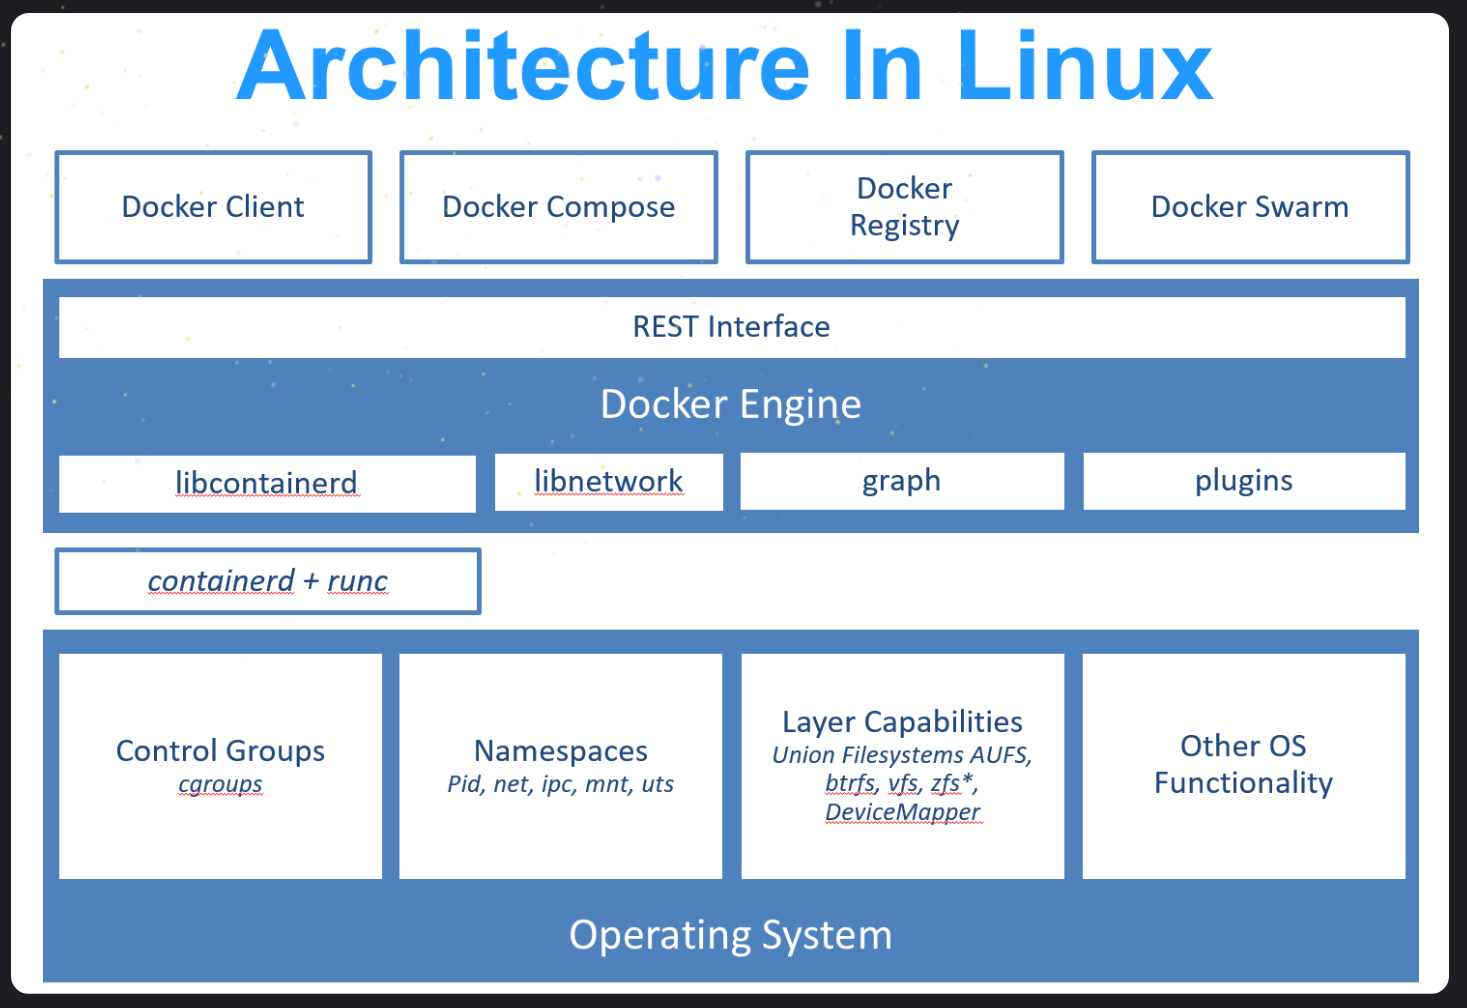 Architecture In Linux
Docker Client
Docker Compose
Docker
Registry
Docker Swarm
REST Interface
Docker Engine
libcontainerd
libnetwork
graph
plugins
containerd + runc
Control Groups
cgroups
Namespaces
Pid, net, ipc, mnt, uts
Layer Capabilities
Union Filesystems AUFS,
btrfs, vfs, zfs*,
DeviceMapper
Other OS
Functionality
Operating System